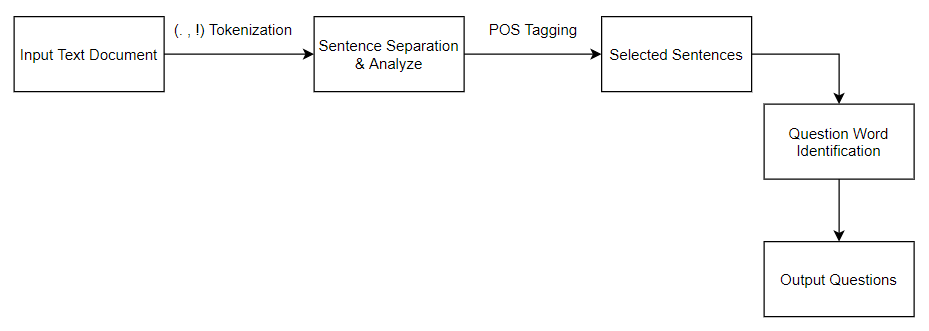 (. , !) Tokenization
POS Tagging
Input Text Document
Sentence Separation
& Analyze
Selected Sentences
Question Word
Identification
Output Questions